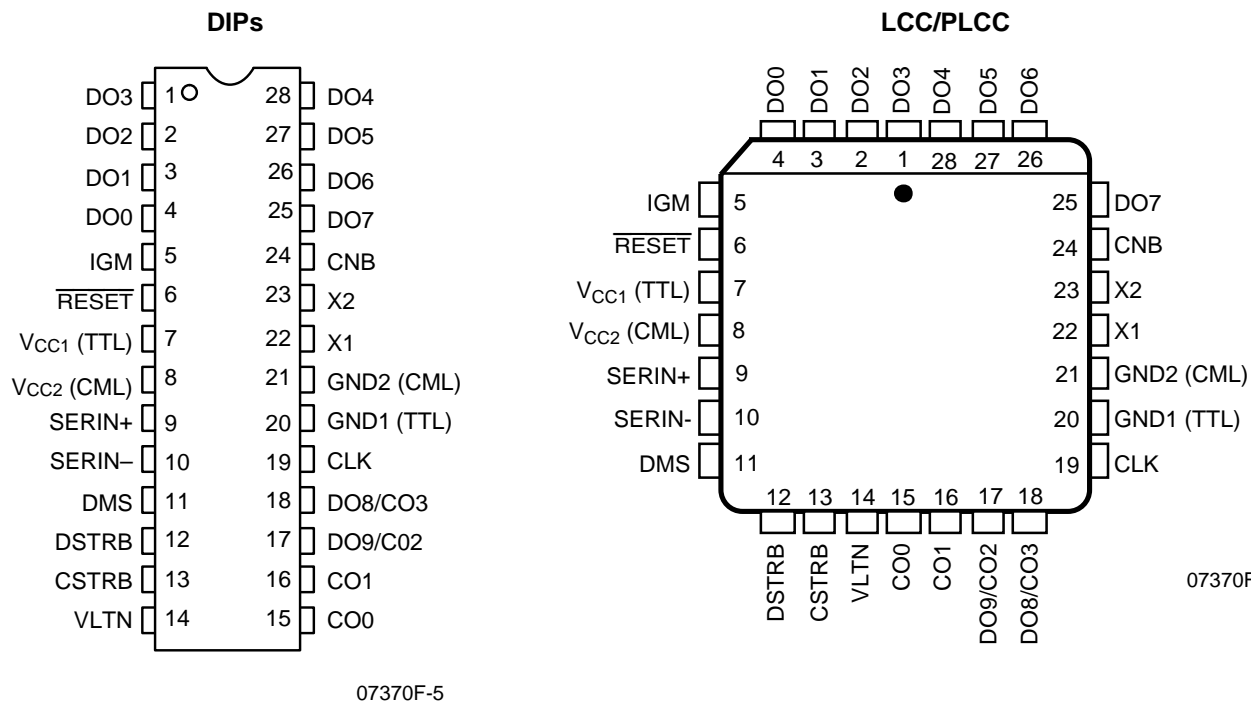 DIPs
DO3 1 28 DO4
DO2 2 27 DO5
DO1 3 26 DO6
DO0 4 25 DO7
IGM 5 24 CNB
RESET 6 23 X2
VCC1 (TTL) 7 22 X1
VCC2 (CML) 8 21 GND2 (CML)
SERIN+ 9 20 GND1 (TTL)
SERIN– 10 19 CLK
DMS 11 18 DO8/CO3
DSTRB 12 17 DO9/C02
CSTRB 13 16 CO1
VLTN 14 15 CO0
07370F-5
LCC/PLCC
DO0 DO1 DO2 DO3 DO4 DO5 DO6
4 3 2 1 28 27 26
IGM 5 25 DO7
RESET 6 24 CNB
VCC1 (TTL) 7 23 X2
VCC2 (CML) 8 22 X1
SERIN+ 9 21 GND2 (CML)
SERIN- 10 20 GND1 (TTL)
DMS 11 19 CLK
12 13 14 15 16 17 18
DSTRB CSTRB VLTN CO0 CO1 DO9/CO2 DO8/CO3
07370F